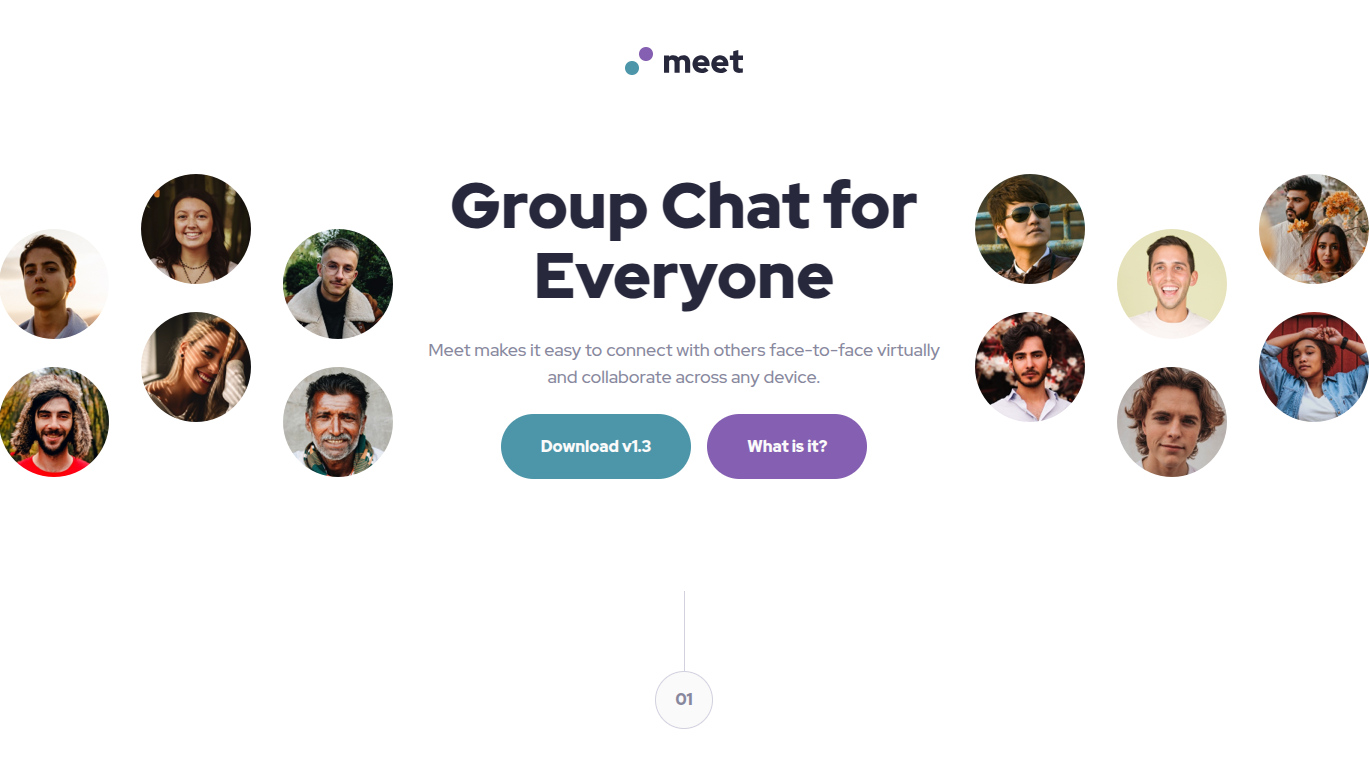 meet
Group Chat for
Everyone
Meet makes it easy to connect with others face-to-face virtually
and collaborate across any device.
Download v1.3
What is it?
01